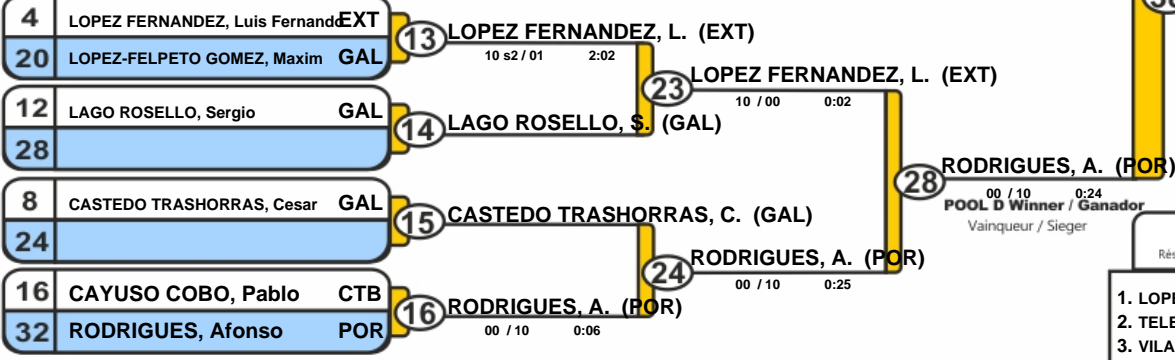 4 LOPEZ FERNANDEZ, Luis Fernando EXT
20 LOPEZ-FELPETO GOMEZ, Maxim GAL
13 LOPEZ FERNANDEZ, L. (EXT)
10 s2 / 01 2:02
12 LAGO ROSELLO, Sergio GAL
28
14 LAGO ROSELLO, S. (GAL)
23 LOPEZ FERNANDEZ, L. (EXT)
10 / 00 0:02
8 CASTEDO TRASHORRAS, Cesar GAL
24
15 CASTEDO TRASHORRAS, C. (GAL)
16 CAYUSO COBO, Pablo CTB
32 RODRIGUES, Afonso POR
16 RODRIGUES, A. (POR)
00 / 10 0:06
24 RODRIGUES, A. (POR)
00 / 10 0:25
28 RODRIGUES, A. (POR)
00 / 10 0:24
POOL D Winner / Ganador
Vainqueur / Sieger
Rés
1. LOPE
2. TELE
3. VILA